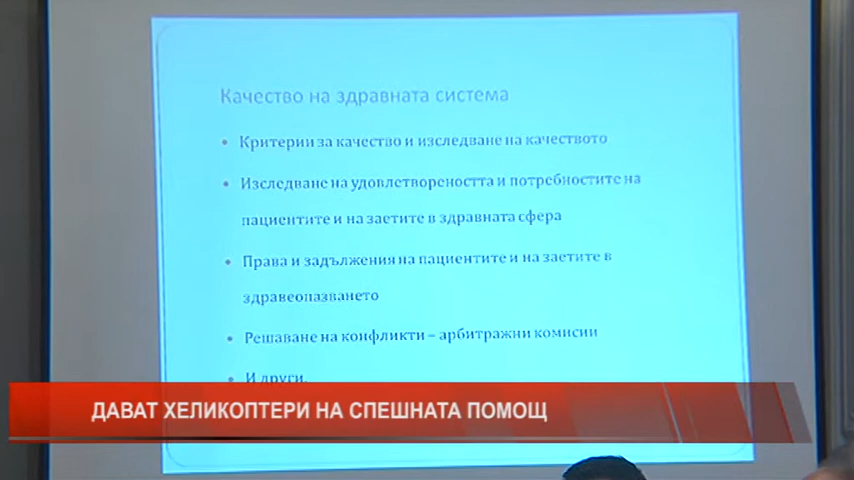 Качество на здравната система
• Критерии за качество и изследване на качеството
• Изследване на удовлетвореността и потребностите на
пациентите и на заетите в здравната сфера
• Права и задължения на пациентите и на заетите в
здравеопазването
• Решаване на конфликти – арбитражни комисии
• И други.
ДАВАТ ХЕЛИКОПТЕРИ НА СПЕШНАТА ПОМОЩ